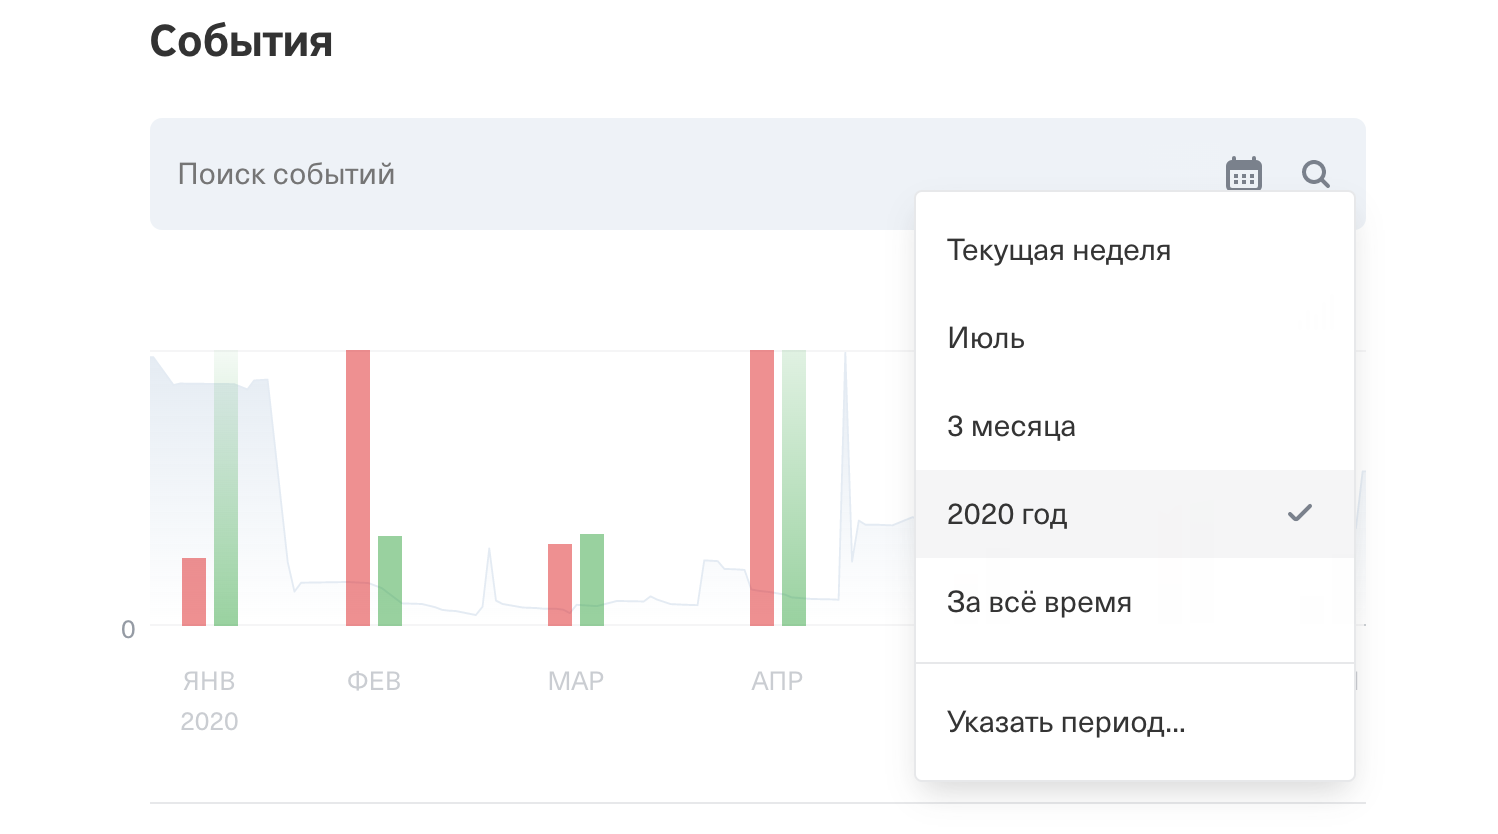 События
Поиск событий
Текущая неделя
Июль
3 месяца
2020 год
За всё время
Указать период...
0
ЯНВ
ФЕВ
МАР
АПР
2020